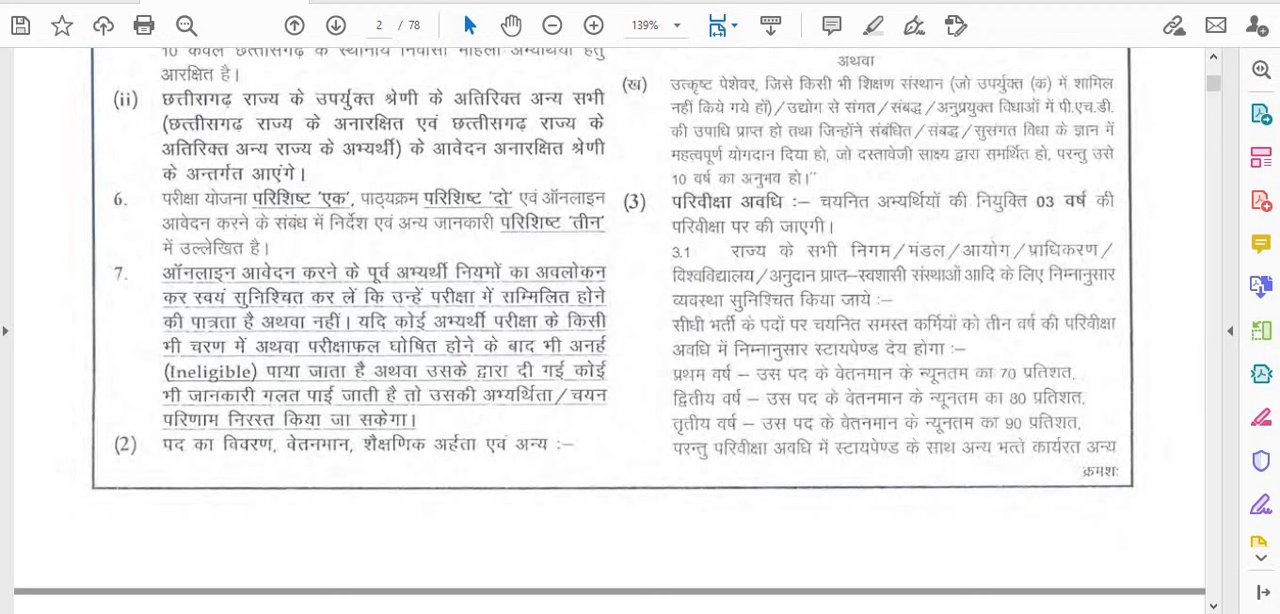 2 / 78
139%
10 केवल छत्तीसगढ़ के स्थानीय निवासी महिला अभ्यर्थियों हेतु
आरक्षित है।
(ii) छत्तीसगढ़ राज्य के उपर्युक्त श्रेणी के अतिरिक्त अन्य सभी
(छत्तीसगढ़ राज्य के अनारक्षित एवं छत्तीसगढ़ राज्य के
अतिरिक्त अन्य राज्य के अभ्यर्थी) के आवेदन अनारक्षित श्रेणी
के अन्तर्गत आएंगे।
6. परीक्षा योजना परिशिष्ट 'एक', पाठ्यक्रम परिशिष्ट 'दो' एवं ऑनलाइन
आवेदन करने के संबंध में निर्देश एवं अन्य जानकारी परिशिष्ट 'तीन'
में उल्लेखित है।
7. ऑनलाइन आवेदन करने के पूर्व अभ्यर्थी नियमों का अवलोकन
कर स्वयं सुनिश्चित कर लें कि उन्हें परीक्षा में सम्मिलित होने
की पात्रता है अथवा नहीं। यदि कोई अभ्यर्थी परीक्षा के किसी
भी चरण में अथवा परीक्षाफल घोषित होने के बाद भी अनर्ह
(Ineligible) पाया जाता है अथवा उसके द्वारा दी गई कोई
भी जानकारी गलत पाई जाती है तो उसकी अभ्यर्थिता/चयन
परिणाम निरस्त किया जा सकेगा।
(2) पद का विवरण, वेतनमान, शैक्षणिक अर्हता एवं अन्य :–
अथवा
(ख) उत्कृष्ट पेशेवर, जिसे किसी भी शिक्षण संस्थान (जो उपर्युक्त (क) में शामिल
नहीं किये गये हों)/उद्योग से संगत/संबद्ध/अनुप्रयुक्त विधाओं में पी.एच.डी.
की उपाधि प्राप्त हो तथा जिन्होंने संबंधित/संबद्ध/सुसंगत विधा के ज्ञान में
महत्वपूर्ण योगदान दिया हो, जो दस्तावेजी साक्ष्य द्वारा समर्थित हो, परन्तु उसे
10 वर्ष का अनुभव हो।"
(3) परिवीक्षा अवधि :– चयनित अभ्यर्थियों की नियुक्ति 03 वर्ष की
परिवीक्षा पर की जाएगी।
3.1 राज्य के सभी निगम/मंडल/आयोग/प्राधिकरण/
विश्वविद्यालय/अनुदान प्राप्त–स्वशासी संस्थाओं आदि के लिए निम्नानुसार
व्यवस्था सुनिश्चित किया जाये :–
सीधी भर्ती के पदों पर चयनित समस्त कर्मियों को तीन वर्ष की परिवीक्षा
अवधि में निम्नानुसार स्टायपेण्ड देय होगा :–
प्रथम वर्ष – उस पद के वेतनमान के न्यूनतम का 70 प्रतिशत,
द्वितीय वर्ष – उस पद के वेतनमान के न्यूनतम का 80 प्रतिशत,
तृतीय वर्ष – उस पद के वेतनमान के न्यूनतम का 90 प्रतिशत,
परन्तु परिवीक्षा अवधि में स्टायपेण्ड के साथ अन्य भत्ते कार्यरत अन्य
क्रमशः